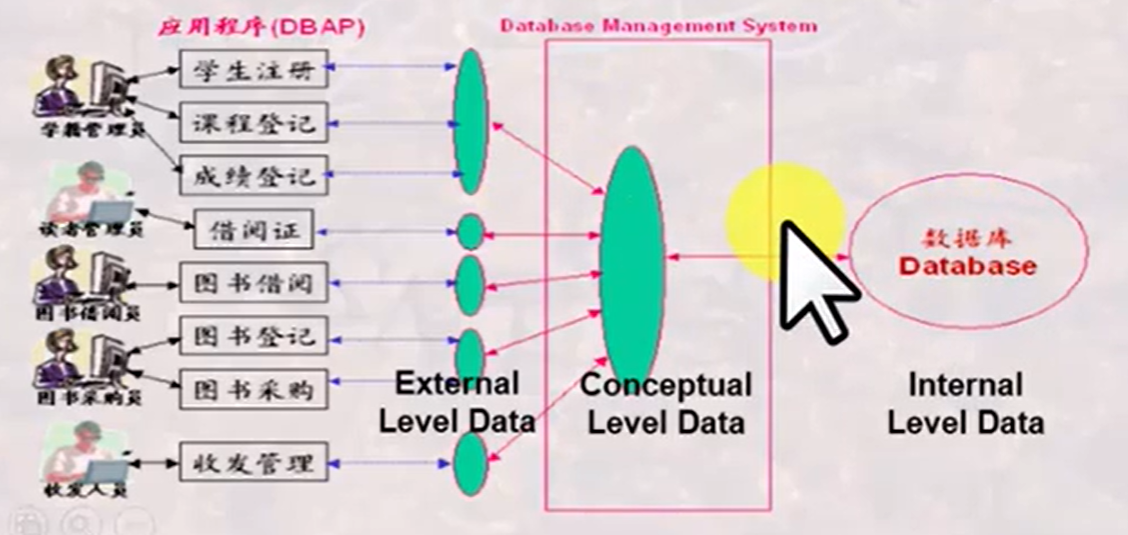 应用程序(DBAP)
Database Management System
学生注册
课程登记
学籍管理员
成绩登记
借阅证
读者管理员
图书借阅
图书借阅员
图书登记
图书采购
图书采购员
收发管理
收发人员
数据库
Database
External
Level Data
Conceptual
Level Data
Internal
Level Data